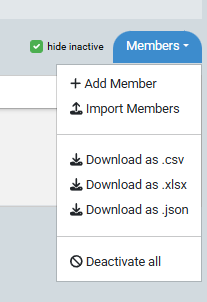 hide inactive
Members
Add Member
Import Members
Download as .csv
Download as .xlsx
Download as .json
Deactivate all